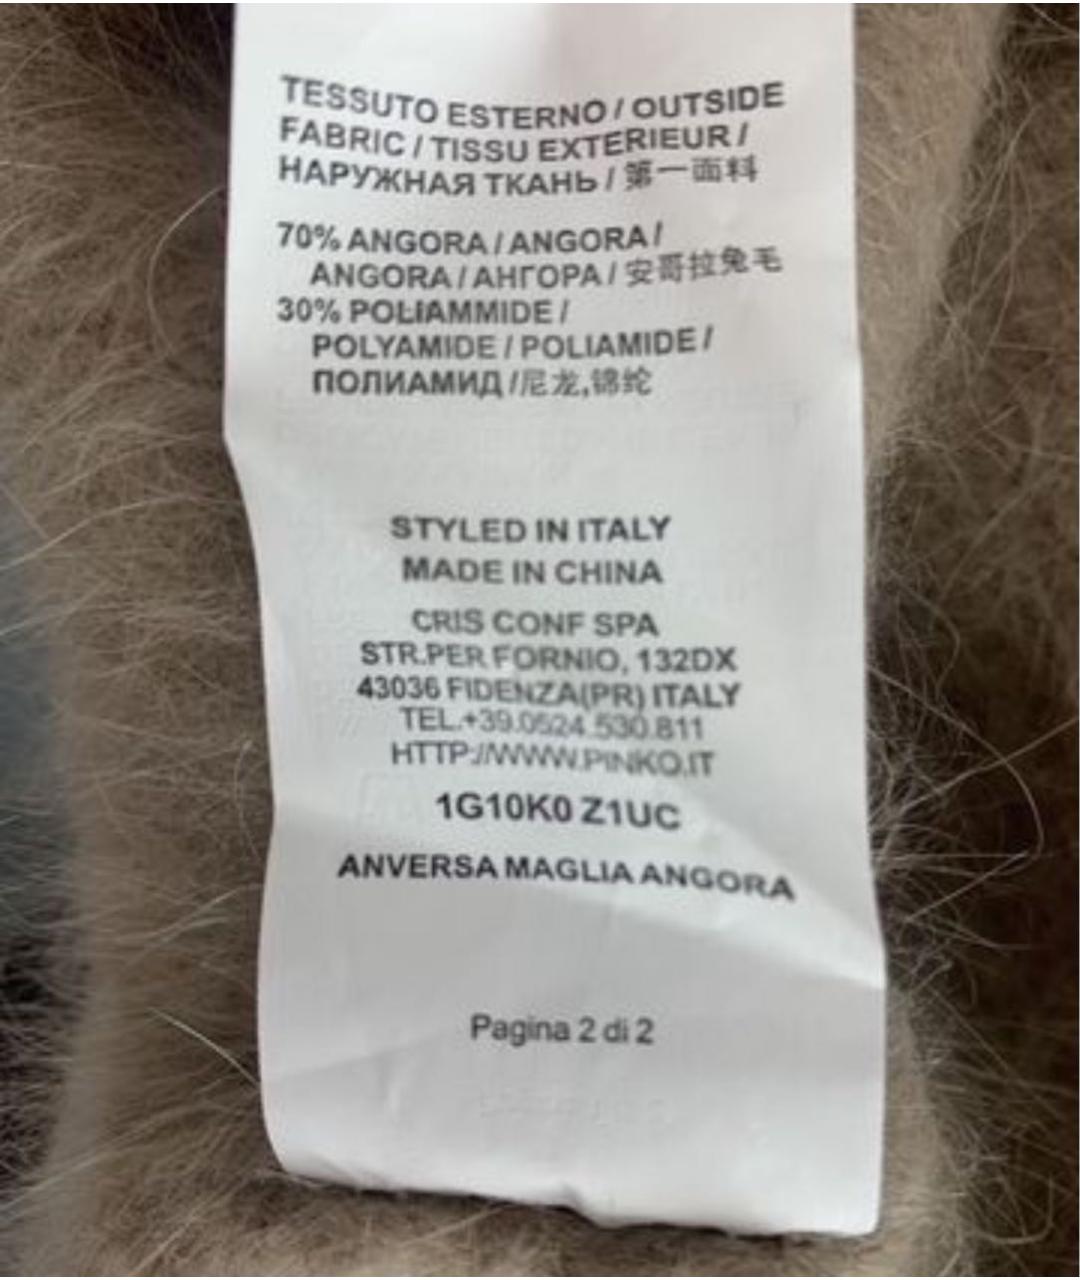 TESSUTO ESTERNO / OUTSIDE
FABRIC / TISSU EXTERIEUR /
НАРУЖНАЯ ТКАНЬ / 第一面料
70% ANGORA / ANGORA /
ANGORA / АНГОРА / 安哥拉兔毛
30% POLIAMMIDE /
POLYAMIDE / POLIAMIDE /
ПОЛИАМИД /尼龙,锦纶
STYLED IN ITALY
MADE IN CHINA
CRIS CONF SPA
STR.PER FORNIO, 132DX
43036 FIDENZA(PR) ITALY
TEL.+39.0524.530.811
HTTP://WWW.PINKO.IT
1G10K0 Z1UC
ANVERSA MAGLIA ANGORA
Pagina 2 di 2